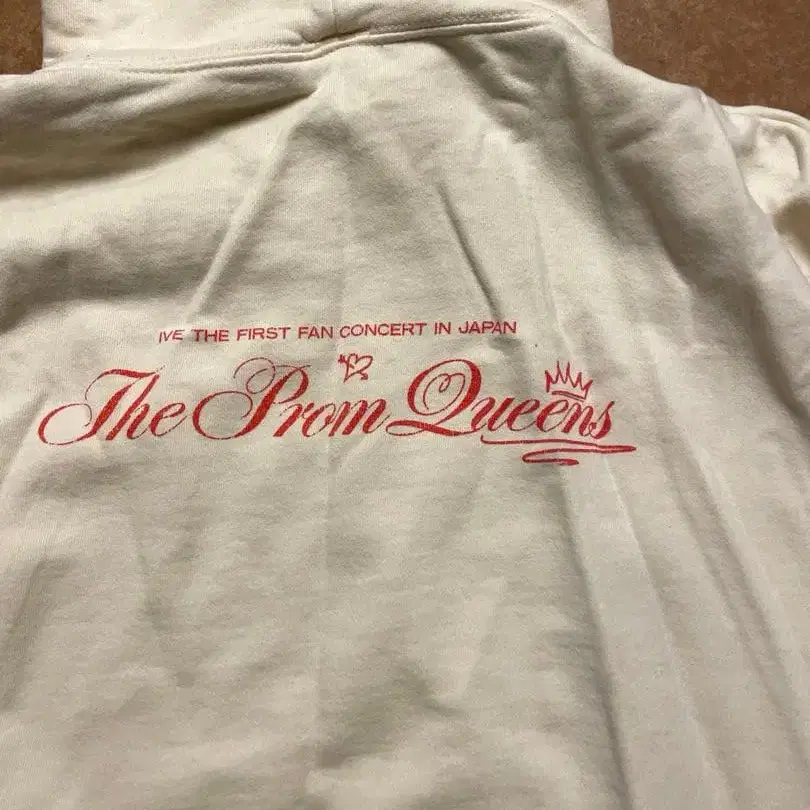 IVE THE FIRST FAN CONCERT IN JAPAN
The Prom Queens